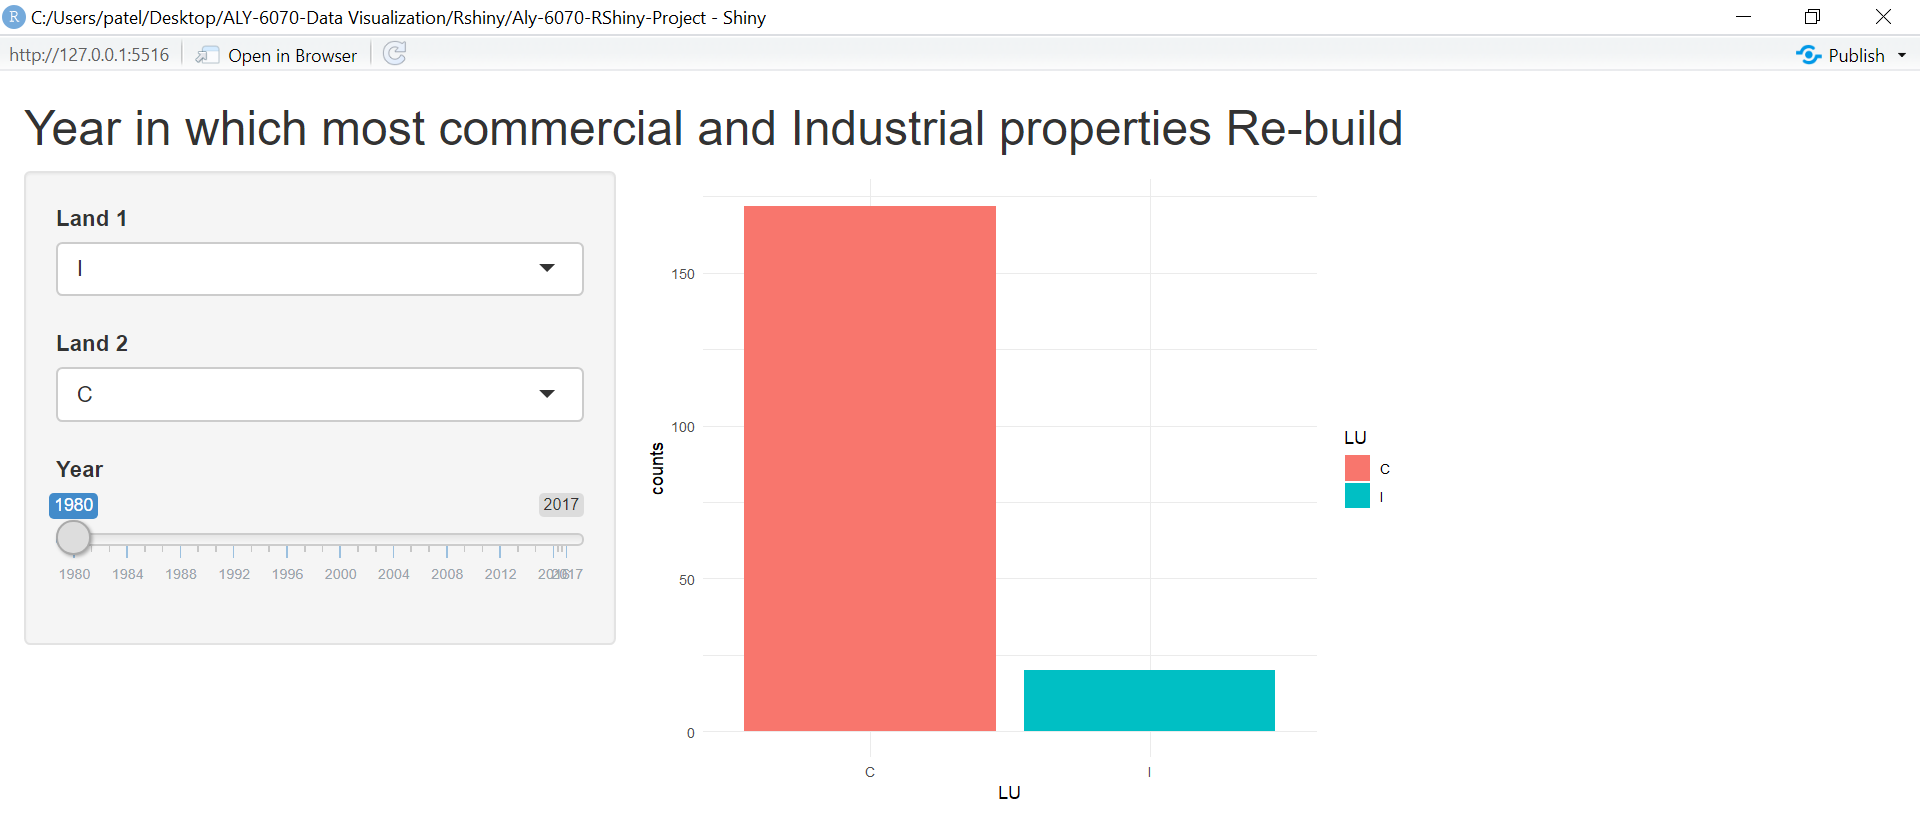 R C:/Users/patel/Desktop/ALY-6070-Data Visualization/Rshiny/Aly-6070-RShiny-Project - Shiny
http://127.0.0.1:5516 Open in Browser Publish
Year in which most commercial and Industrial properties Re-build
Land 1
I
Land 2
C
Year
1980 2017
1980 1984 1988 1992 1996 2000 2004 2008 2012 2016 2017
counts
150
100
50
0
C I
LU
LU
C
I